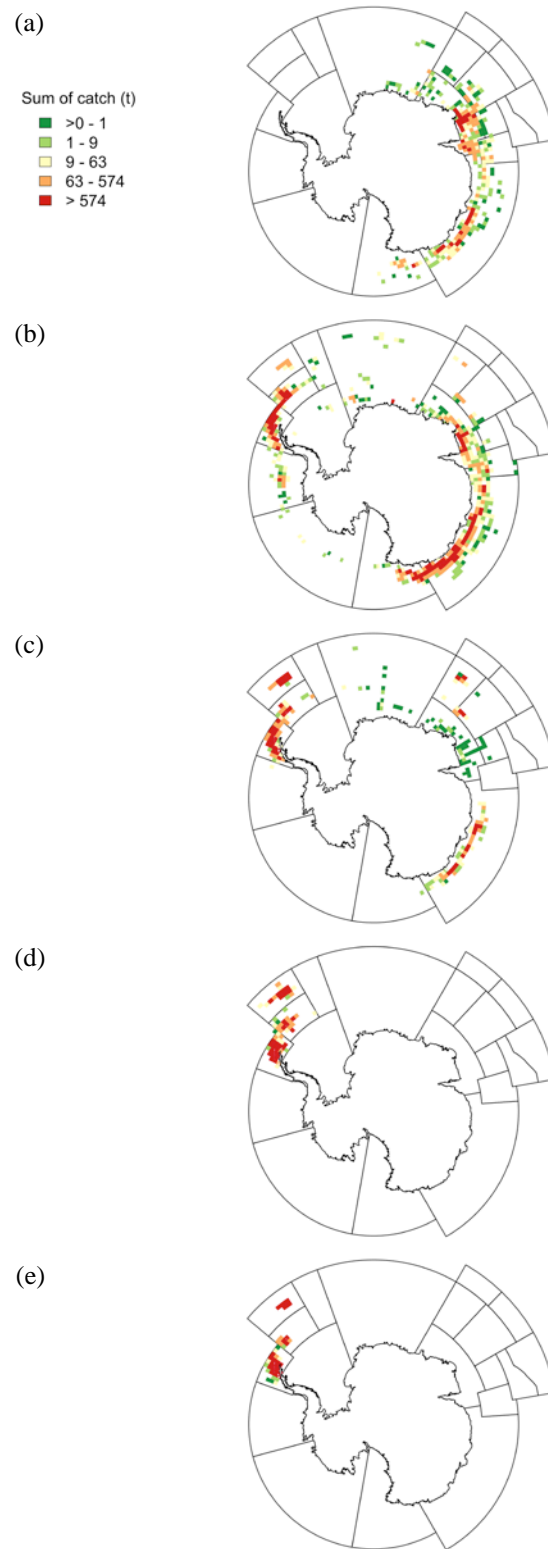 (a)
Sum of catch (t)
>0 - 1
1 - 9
9 - 63
63 - 574
> 574
(b)
(c)
(d)
(e)